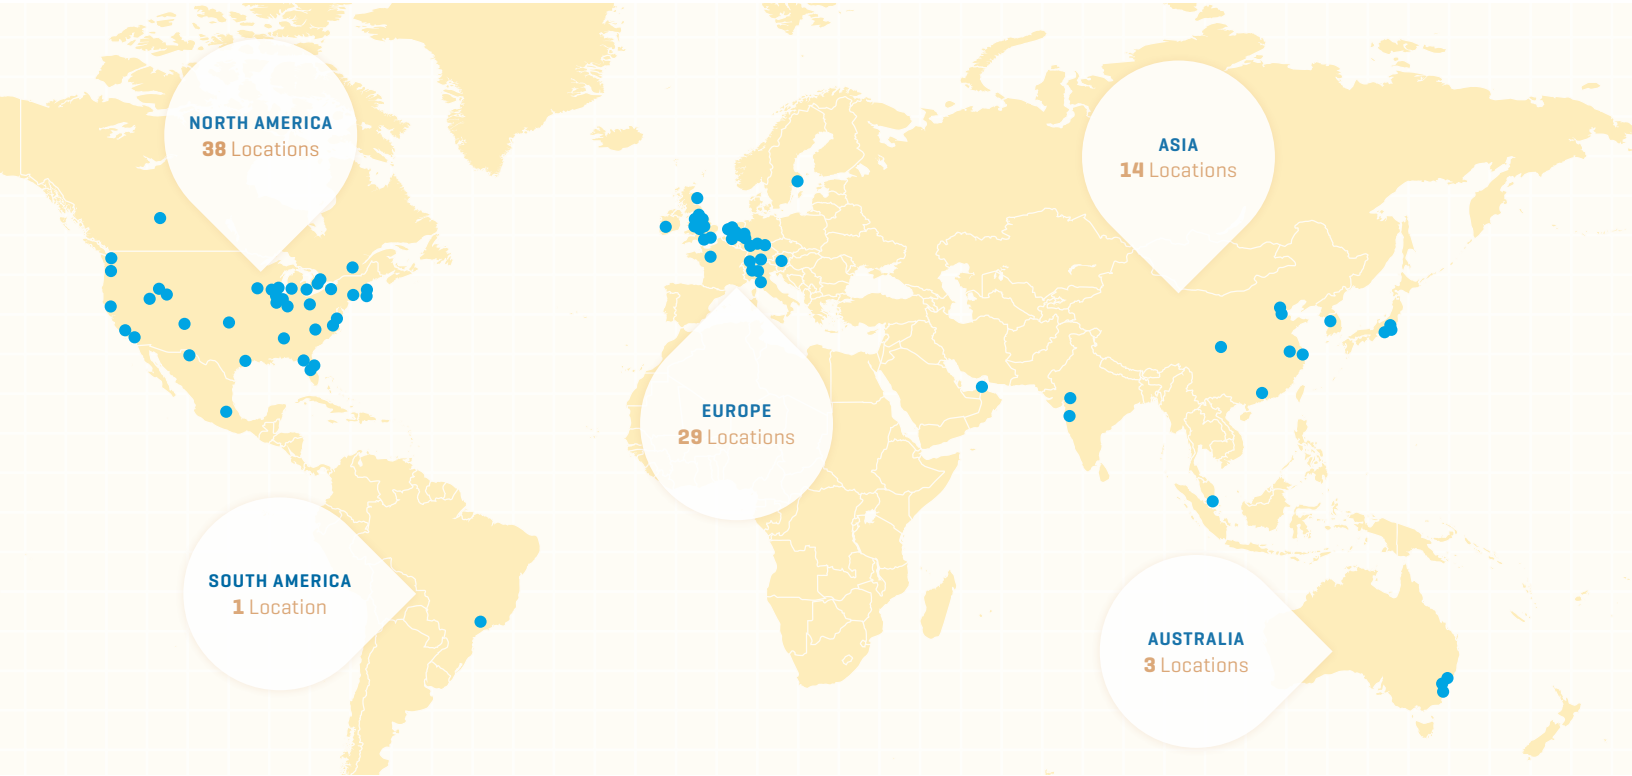 NORTH AMERICA
38 Locations
ASIA
14 Locations
EUROPE
29 Locations
SOUTH AMERICA
1 Location
AUSTRALIA
3 Locations